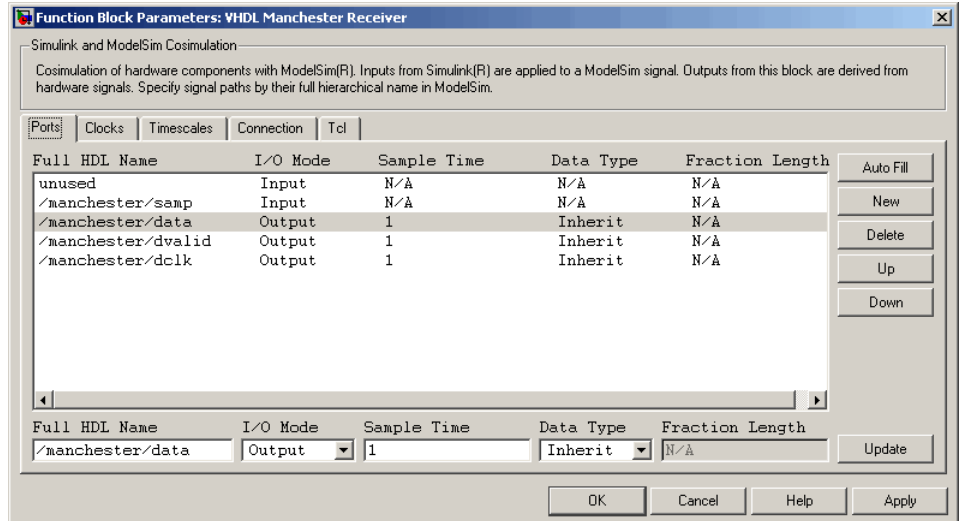 Function Block Parameters: VHDL Manchester Receiver
Simulink and ModelSim Cosimulation
Cosimulation of hardware components with ModelSim(R). Inputs from Simulink(R) are applied to a ModelSim signal. Outputs from this block are derived from
hardware signals. Specify signal paths by their full hierarchical name in ModelSim.
Ports Clocks Timescales Connection Tcl
Full HDL Name I/O Mode Sample Time Data Type Fraction Length
unused Input N/A N/A N/A
/manchester/samp Input N/A N/A N/A
/manchester/data Output 1 Inherit N/A
/manchester/dvalid Output 1 Inherit N/A
/manchester/dclk Output 1 Inherit N/A
Auto Fill
New
Delete
Up
Down
Full HDL Name I/O Mode Sample Time Data Type Fraction Length
/manchester/data Output 1 Inherit N/A Update
OK Cancel Help Apply